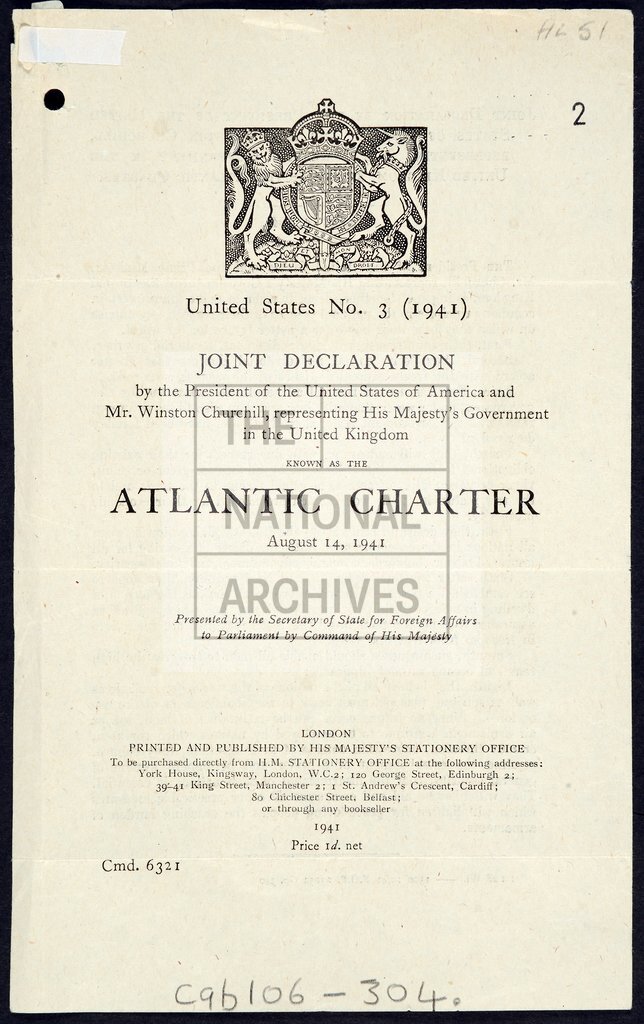 HL 51
2
DIEU ET MON DROIT
United States No. 3 (1941)
JOINT DECLARATION
by the President of the United States of America and
Mr. Winston Churchill, representing His Majesty's Government
in the United Kingdom
KNOWN AS THE
ATLANTIC CHARTER
August 14, 1941
THE
NATIONAL
ARCHIVES
Presented by the Secretary of State for Foreign Affairs
to Parliament by Command of His Majesty
LONDON
PRINTED AND PUBLISHED BY HIS MAJESTY'S STATIONERY OFFICE
To be purchased directly from H.M. STATIONERY OFFICE at the following addresses:
York House, Kingsway, London, W.C.2; 120 George Street, Edinburgh 2;
39-41 King Street, Manchester 2; 1 St. Andrew's Crescent, Cardiff;
80 Chichester Street, Belfast;
or through any bookseller
1941
Price 1d. net
Cmd. 6321
Cab106 – 304.